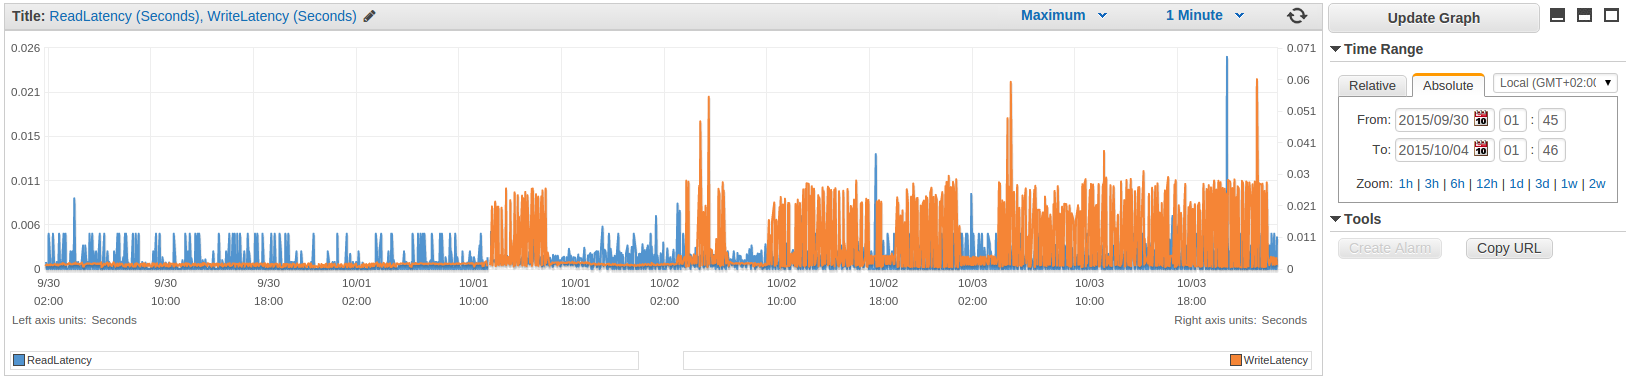 Title: ReadLatency (Seconds), WriteLatency (Seconds)
Maximum
1 Minute
Update Graph
0.026
0.021
0.015
0.011
0.006
0
0.071
0.06
0.051
0.041
0.03
0.021
0.011
0
9/30 9/30 9/30 10/01 10/01 10/01 10/02 10/02 10/02 10/03 10/03 10/03
02:00 10:00 18:00 02:00 10:00 18:00 02:00 10:00 18:00 02:00 10:00 18:00
Left axis units: Seconds
Right axis units: Seconds
ReadLatency
WriteLatency
Time Range
Relative Absolute Local (GMT+02:00
From: 2015/09/30 10 01 : 45
To: 2015/10/04 10 01 : 46
Zoom: 1h | 3h | 6h | 12h | 1d | 3d | 1w | 2w
Tools
Create Alarm Copy URL